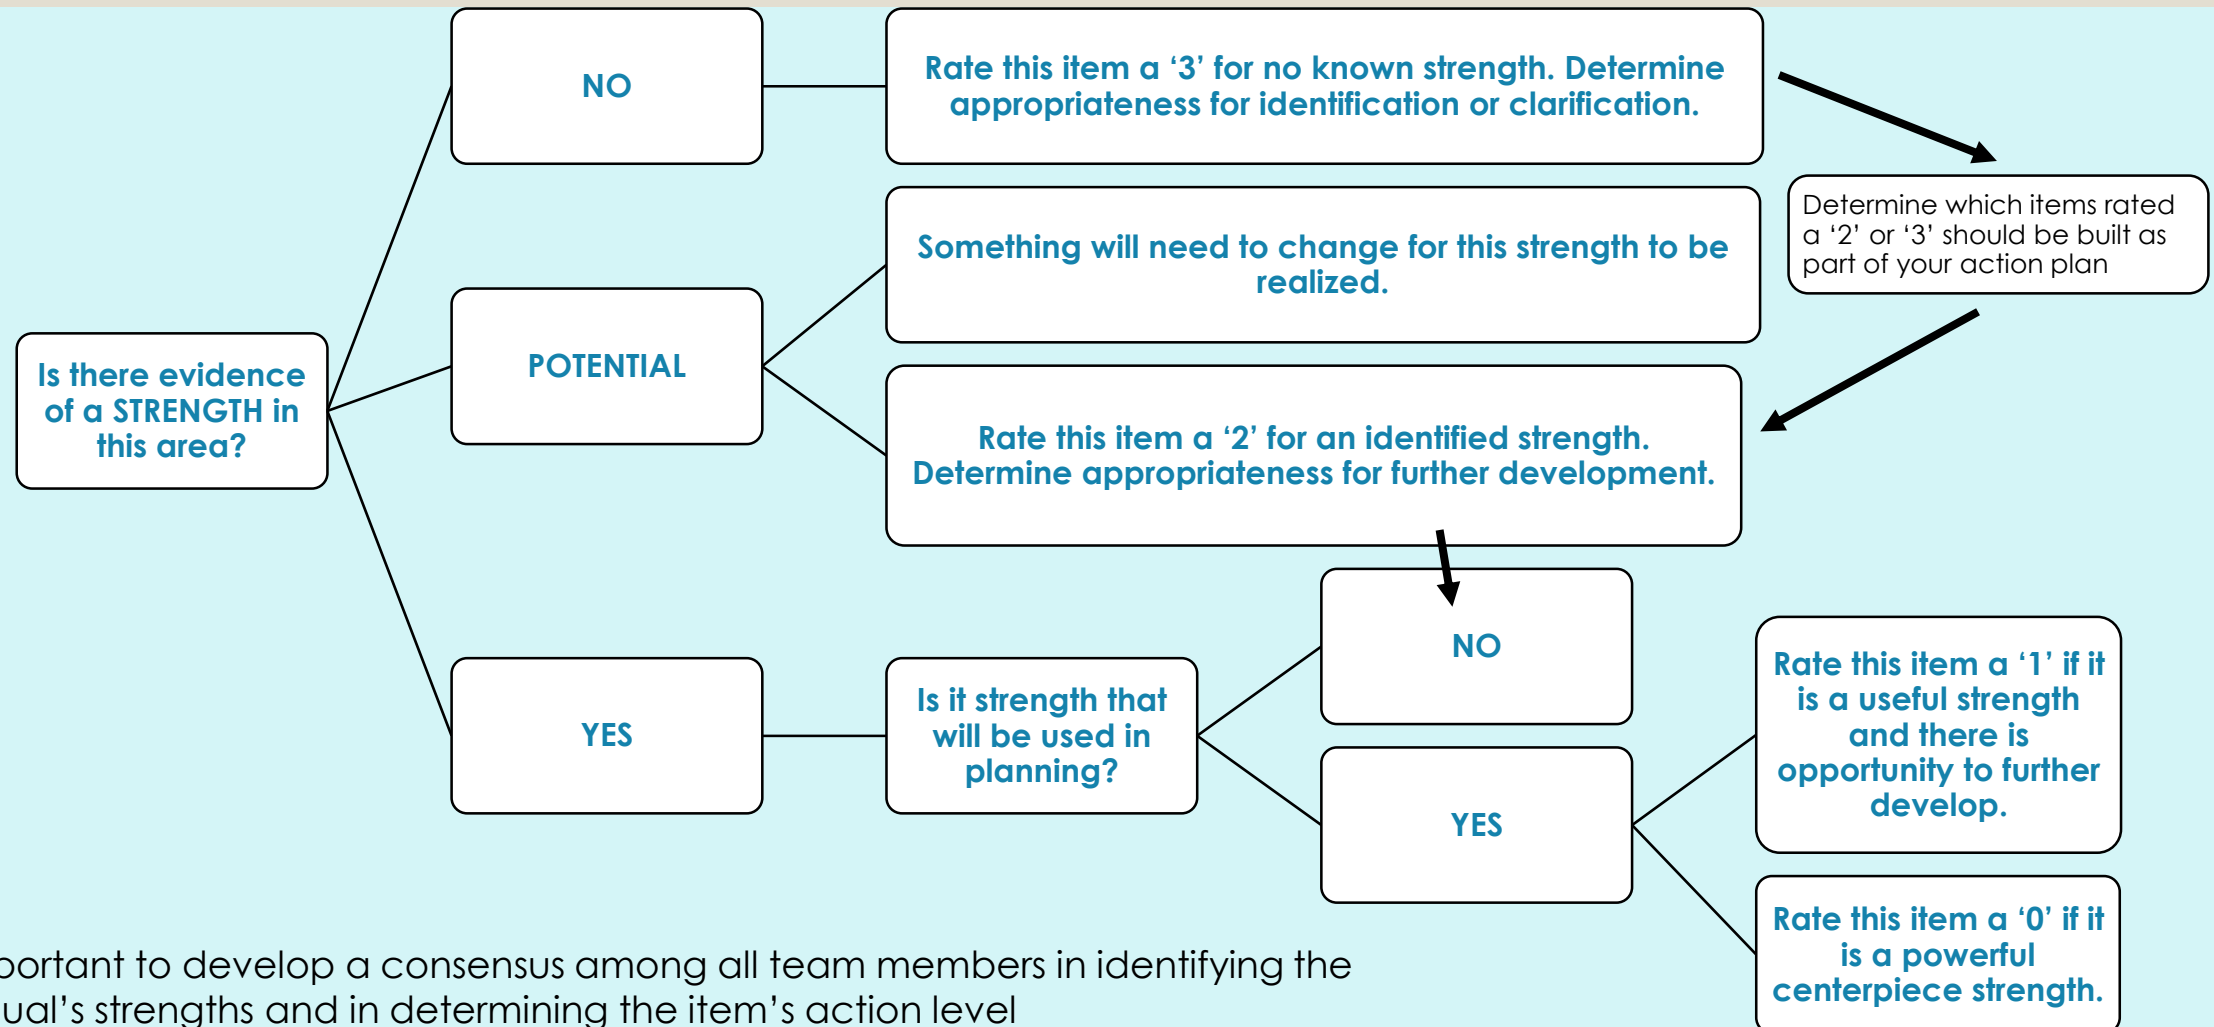 NO
Rate this item a ‘3’ for no known strength. Determine
appropriateness for identification or clarification.
Determine which items rated
a ‘2’ or ‘3’ should be built as
part of your action plan
Something will need to change for this strength to be
realized.
Is there evidence
of a STRENGTH in
this area?
POTENTIAL
Rate this item a ‘2’ for an identified strength.
Determine appropriateness for further development.
YES
Is it strength that
will be used in
planning?
NO
YES
Rate this item a ‘1’ if it
is a useful strength
and there is
opportunity to further
develop.
Rate this item a ‘0’ if it
is a powerful
centerpiece strength.
to develop a consensus among all team members in identifying the
strengths and in determining the item’s action level